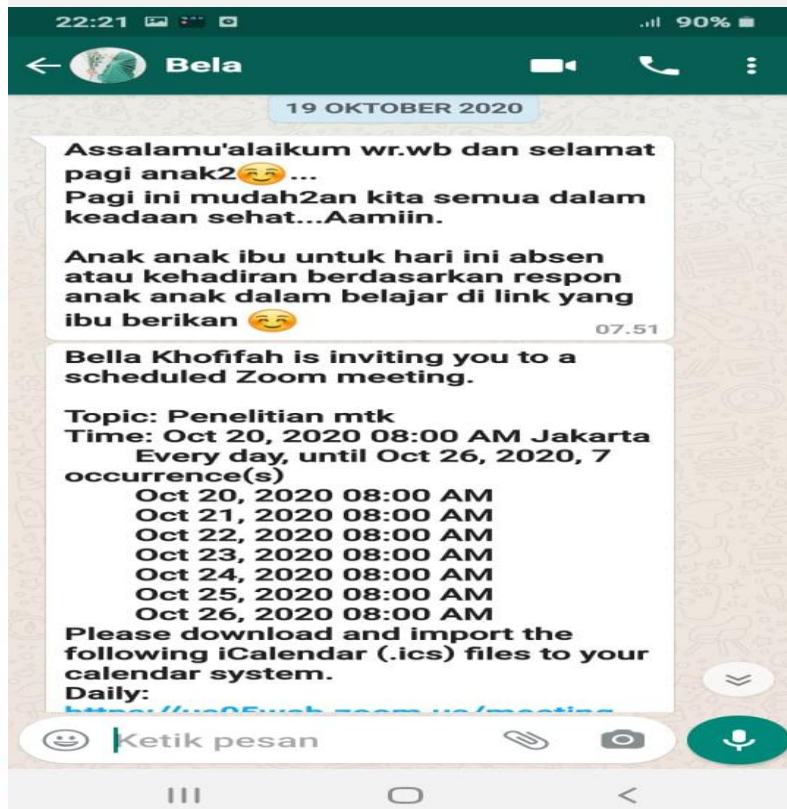 22:21 90%
Bela
19 OKTOBER 2020
Assalamu'alaikum wr.wb dan selamat
pagi anak2☺️...
Pagi ini mudah2an kita semua dalam
keadaan sehat...Aamiin.
Anak anak ibu untuk hari ini absen
atau kehadiran berdasarkan respon
anak anak dalam belajar di link yang
ibu berikan ☺️
07.51
Bella Khofifah is inviting you to a
scheduled Zoom meeting.
Topic: Penelitian mtk
Time: Oct 20, 2020 08:00 AM Jakarta
Every day, until Oct 26, 2020, 7
occurrence(s)
Oct 20, 2020 08:00 AM
Oct 21, 2020 08:00 AM
Oct 22, 2020 08:00 AM
Oct 23, 2020 08:00 AM
Oct 24, 2020 08:00 AM
Oct 25, 2020 08:00 AM
Oct 26, 2020 08:00 AM
Please download and import the
following iCalendar (.ics) files to your
calendar system.
Daily:
Ketik pesan